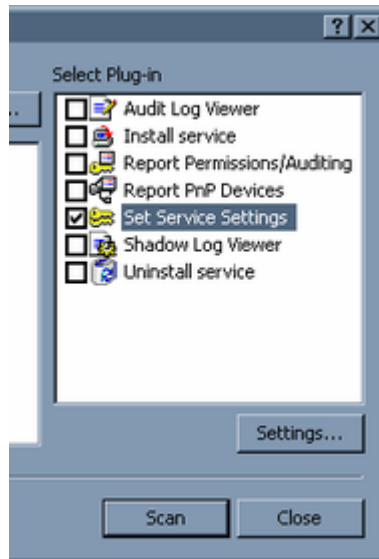 Select Plug-in
..
Audit Log Viewer
Install service
Report Permissions/Auditing
Report PnP Devices
Set Service Settings
Shadow Log Viewer
Uninstall service
Settings...
Scan Close